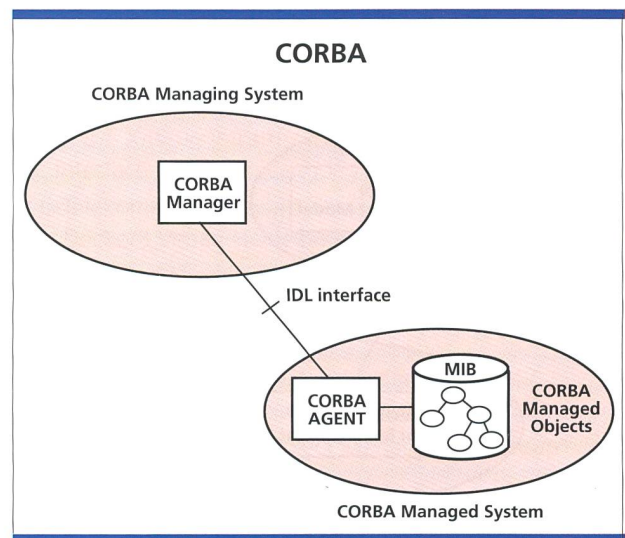 CORBA
CORBA Managing System
CORBA
Manager
IDL interface
CORBA
AGENT
MIB
CORBA
Managed
Objects
CORBA Managed System